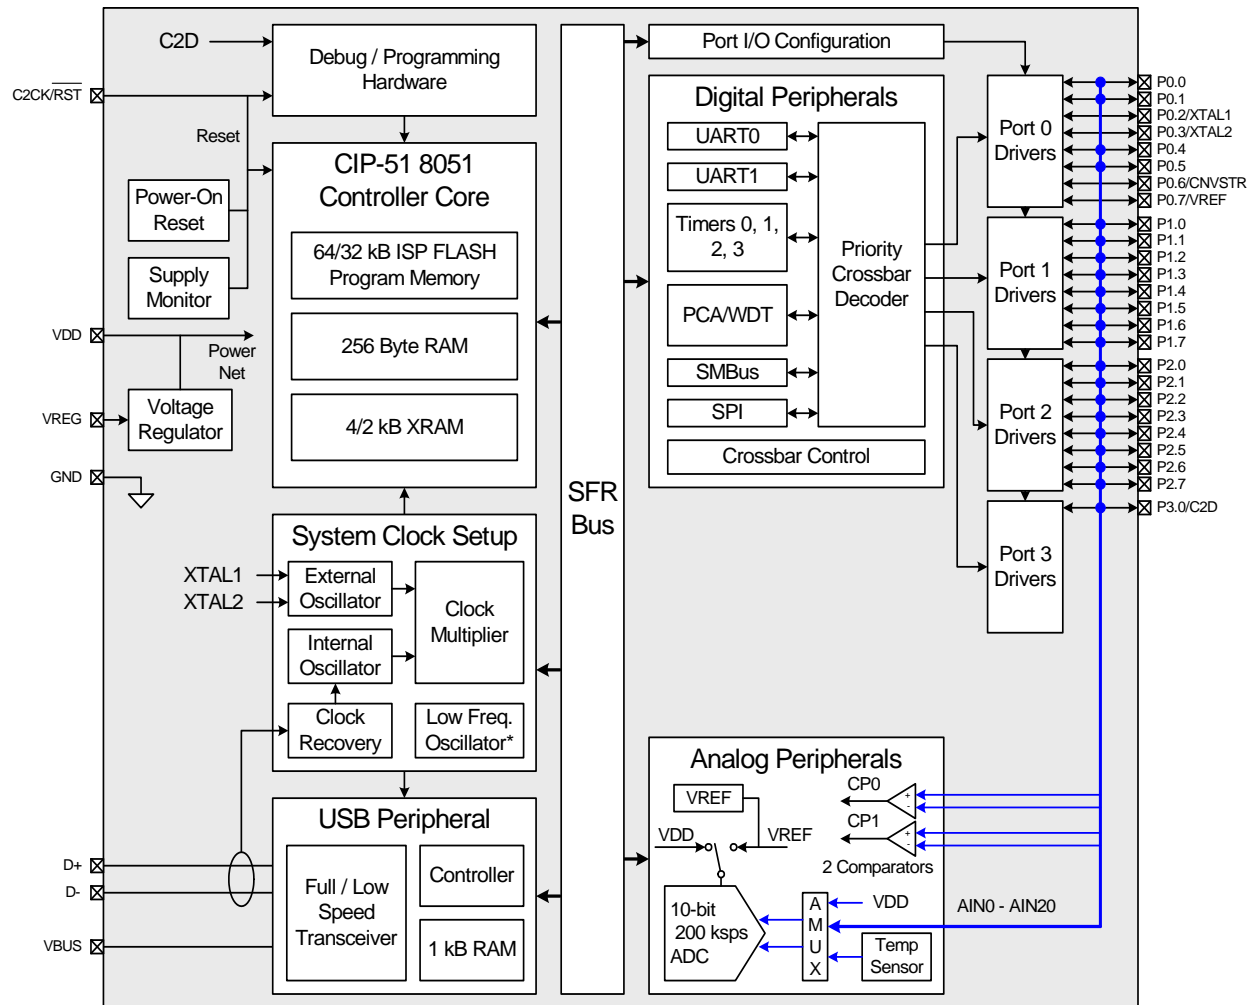 C2D
Debug / Programming
Hardware
C2CK/RST
Reset
Power-On
Reset
Supply
Monitor
VDD
Power
Net
VREG
Voltage
Regulator
GND
CIP-51 8051
Controller Core
64/32 kB ISP FLASH
Program Memory
256 Byte RAM
4/2 kB XRAM
System Clock Setup
XTAL1
XTAL2
External
Oscillator
Internal
Oscillator
Clock
Multiplier
Clock
Recovery
Low Freq.
Oscillator*
USB Peripheral
D+
D-
VBUS
Full / Low
Speed
Transceiver
Controller
1 kB RAM
SFR
Bus
Port I/O Configuration
Digital Peripherals
UART0
UART1
Timers 0, 1,
2, 3
PCA/WDT
SMBus
SPI
Priority
Crossbar
Decoder
Crossbar Control
Port 0
Drivers
Port 1
Drivers
Port 2
Drivers
Port 3
Drivers
P0.0
P0.1
P0.2/XTAL1
P0.3/XTAL2
P0.4
P0.5
P0.6/CNVSTR
P0.7/VREF
P1.0
P1.1
P1.2
P1.3
P1.4
P1.5
P1.6
P1.7
P2.0
P2.1
P2.2
P2.3
P2.4
P2.5
P2.6
P2.7
P3.0/C2D
Analog Peripherals
VREF
VDD
VREF
CP0
+
-
CP1
+
-
2 Comparators
10-bit
200 ksps
ADC
A
M
U
X
VDD
Temp
Sensor
AIN0 - AIN20